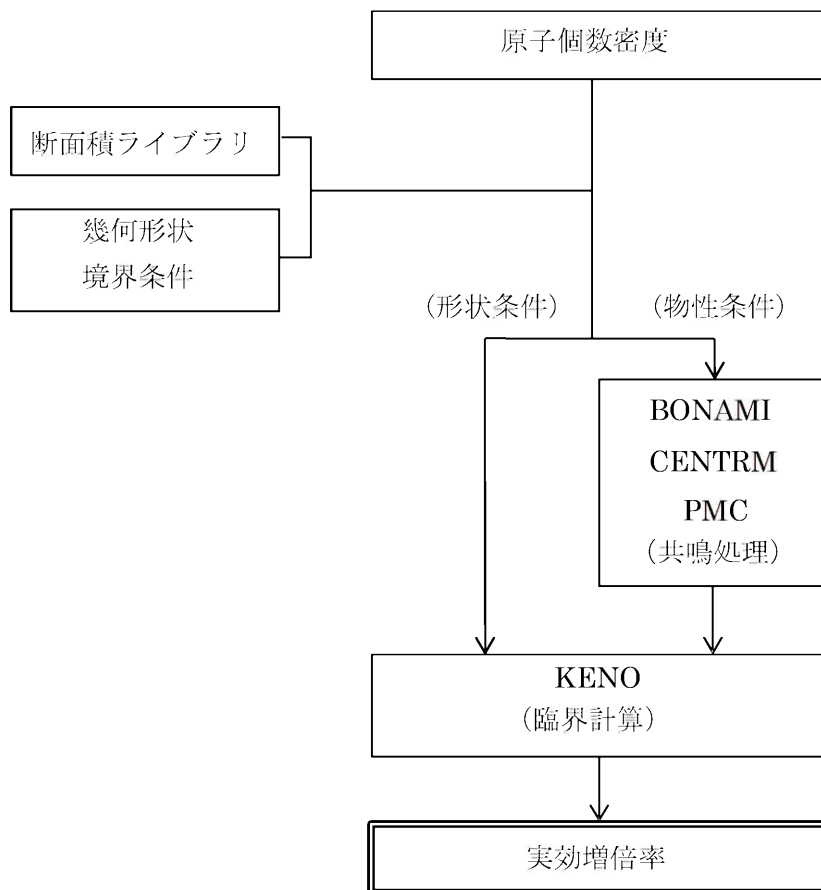 原子個数密度
断面積ライブラリ
幾何形状
境界条件
(形状条件)
(物性条件)
BONAMI
CENTRM
PMC
(共鳴処理)
KENO
(臨界計算)
実効増倍率